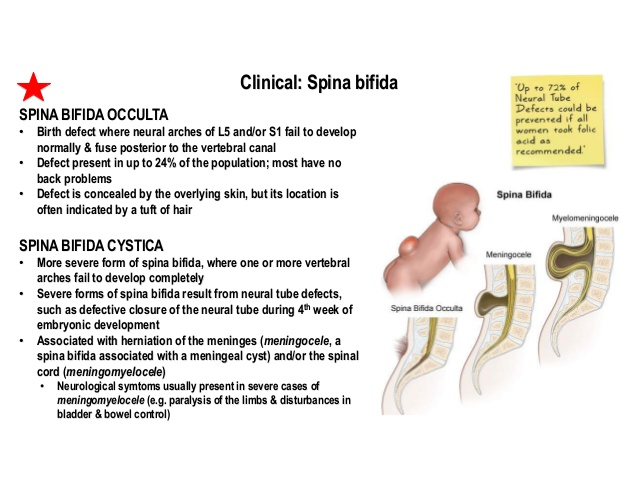 Clinical: Spina bifida
SPINA BIFIDA OCCULTA
• Birth defect where neural arches of L5 and/or S1 fail to develop
normally & fuse posterior to the vertebral canal
• Defect present in up to 24% of the population; most have no
back problems
• Defect is concealed by the overlying skin, but its location is
often indicated by a tuft of hair
SPINA BIFIDA CYSTICA
• More severe form of spina bifida, where one or more vertebral
arches fail to develop completely
• Severe forms of spina bifida result from neural tube defects,
such as defective closure of the neural tube during 4th week of
embryonic development
• Associated with herniation of the meninges (meningocele, a
spina bifida associated with a meningeal cyst) and/or the spinal
cord (meningomyelocele)
• Neurological symtoms usually present in severe cases of
meningomyelocele (e.g. paralysis of the limbs & disturbances in
bladder & bowel control)
'Up to 72% of
Neural Tube
Defects could be
prevented if all
women took folic
acid as
recommended.'
Spina Bifida
Myelomeningocele
Meningocele
Spina Bifida Occulta